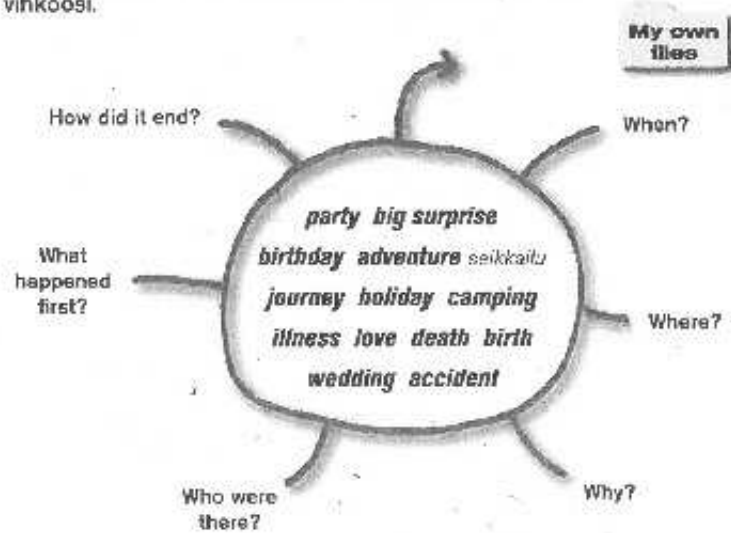 vihkoosi.
My own
files
How did it end?
When?
party big surprise
birthday adventure seikkailu
journey holiday camping
illness love death birth
wedding accident
What
happened
first?
Where?
Who were
there?
Why?